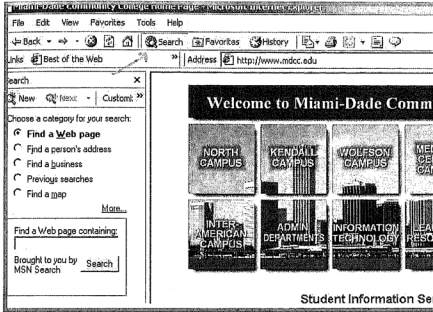 Miami-Dade Community College Home Page - Microsoft Internet Explorer
File Edit View Favorites Tools Help
Back Search Favorites History
Links Best of the Web » Address http://www.mdcc.edu
earch ×
New Next Customi »
Choose a category for your search:
Find a Web page
Find a person's address
Find a business
Previous searches
Find a map
More...
Find a Web page containing:
Brought to you by
MSN Search Search
Welcome to Miami-Dade Comm
NORTH CAMPUS
KENDALL CAMPUS
WOLFSON CAMPUS
INTER-AMERICAN CAMPUS
ADMIN DEPARTMENTS
INFORMATION TECHNOLOGY
Student Information Se